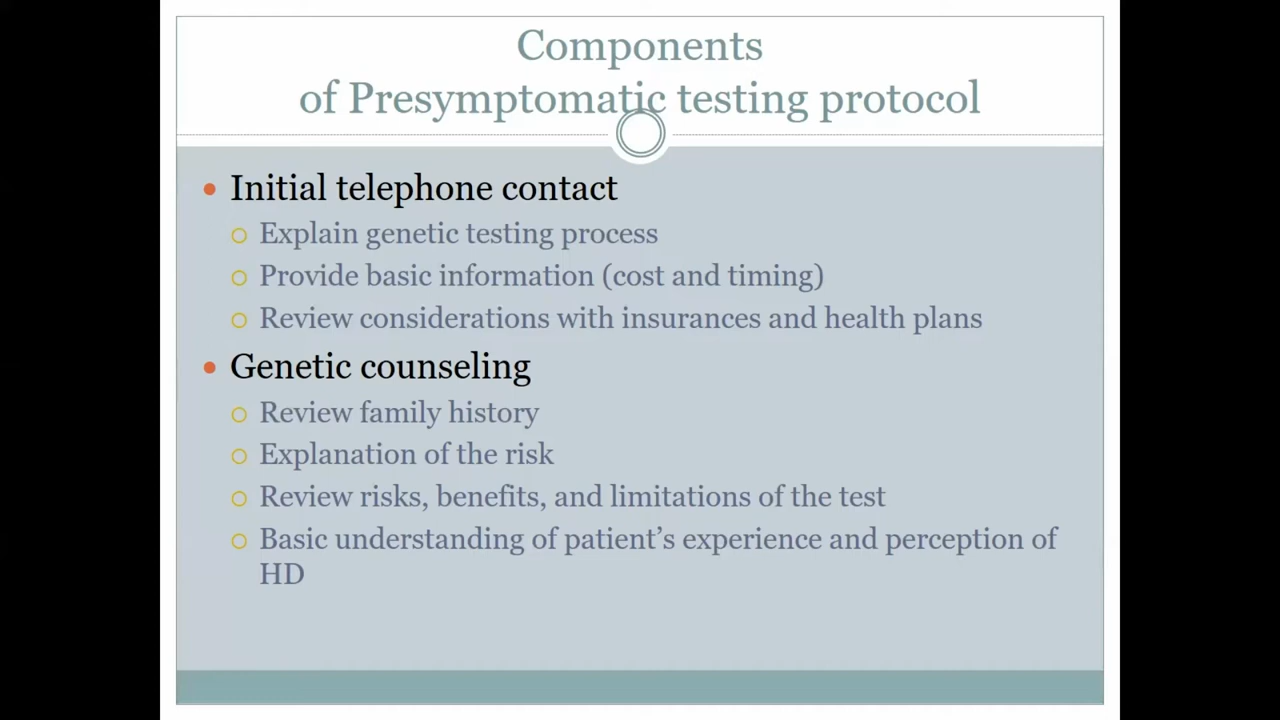 Components
of Presymptomatic testing protocol
Initial telephone contact
Explain genetic testing process
Provide basic information (cost and timing)
Review considerations with insurances and health plans
Genetic counseling
Review family history
Explanation of the risk
Review risks, benefits, and limitations of the test
Basic understanding of patient’s experience and perception of
HD